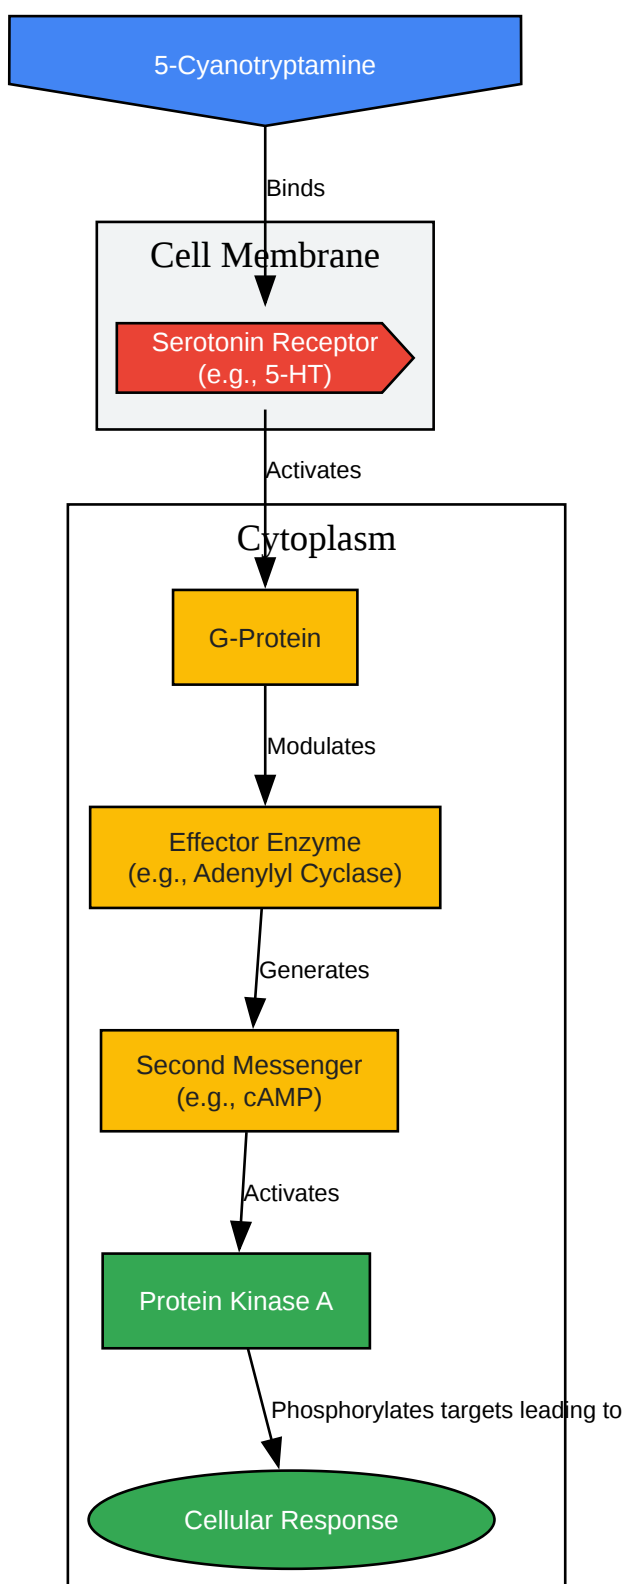 5-Cyanotryptamine
Binds
Cell Membrane
Serotonin Receptor
(e.g., 5-HT)
Activates
Cytoplasm
G-Protein
Modulates
Effector Enzyme
(e.g., Adenylyl Cyclase)
Generates
Second Messenger
(e.g., cAMP)
Activates
Protein Kinase A
Phosphorylates targets leading to
Cellular Response